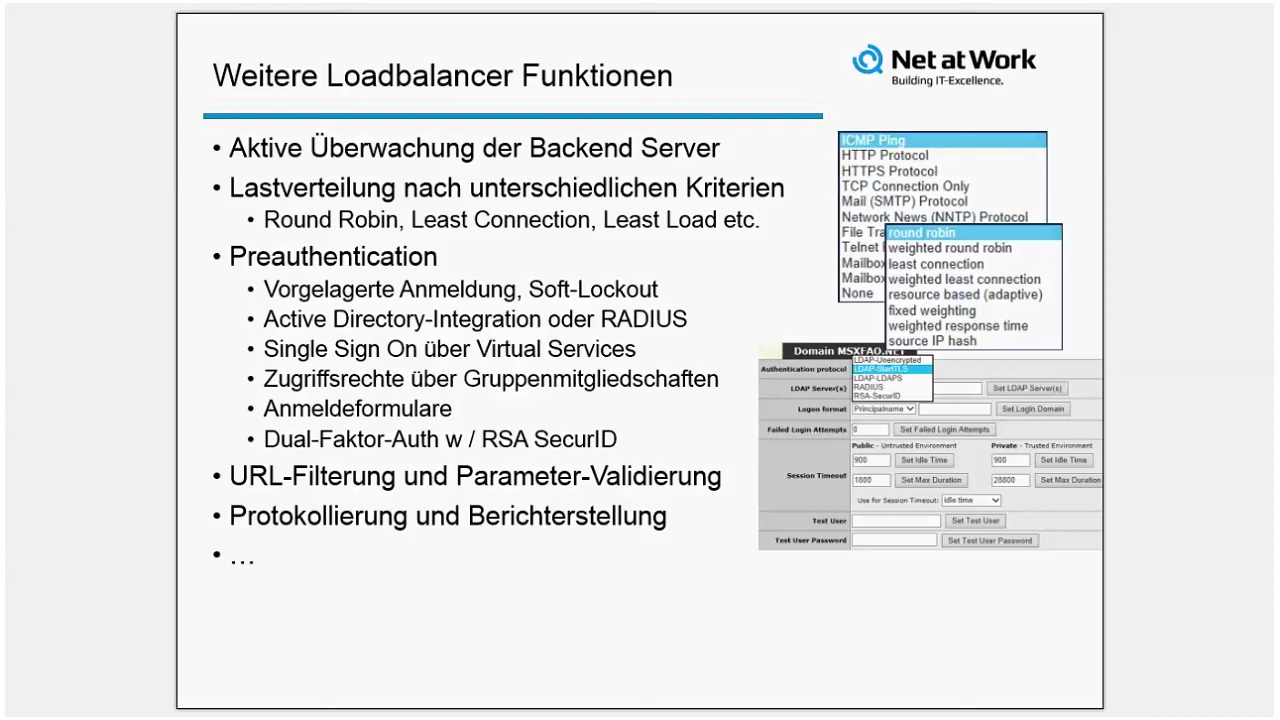 Weitere Loadbalancer Funktionen
Net at Work
Building IT-Excellence.
• Aktive Überwachung der Backend Server
• Lastverteilung nach unterschiedlichen Kriterien
• Round Robin, Least Connection, Least Load etc.
• Preauthentication
• Vorgelagerte Anmeldung, Soft-Lockout
• Active Directory-Integration oder RADIUS
• Single Sign On über Virtual Services
• Zugriffsrechte über Gruppenmitgliedschaften
• Anmeldeformulare
• Dual-Faktor-Auth w / RSA SecurID
• URL-Filterung und Parameter-Validierung
• Protokollierung und Berichterstellung
• …
ICMP Ping
HTTP Protocol
HTTPS Protocol
TCP Connection Only
Mail (SMTP) Protocol
Network News (NNTP) Protocol
File Tra
Telnet
Mailbox
Mailbox
None
round robin
weighted round robin
least connection
weighted least connection
resource based (adaptive)
fixed weighting
weighted response time
source IP hash
Domain MSXFAQ.NET
LDAP-Unencrypted
Authentication protocol LDAP-StartTLS
LDAP-LDAPS
RADIUS
RSA-SecurID
LDAP Server(s) Set LDAP Server(s)
Logon format Principalname Set Login Domain
Failed Login Attempts 0 Set Failed Login Attempts
Public - Untrusted Environment Private - Trusted Environment
Session Timeout
900 Set Idle Time 900 Set Idle Time
1800 Set Max Duration 28800 Set Max Duration
Use for Session Timeout: idle time
Test User Set Test User
Test User Password Set Test User Password